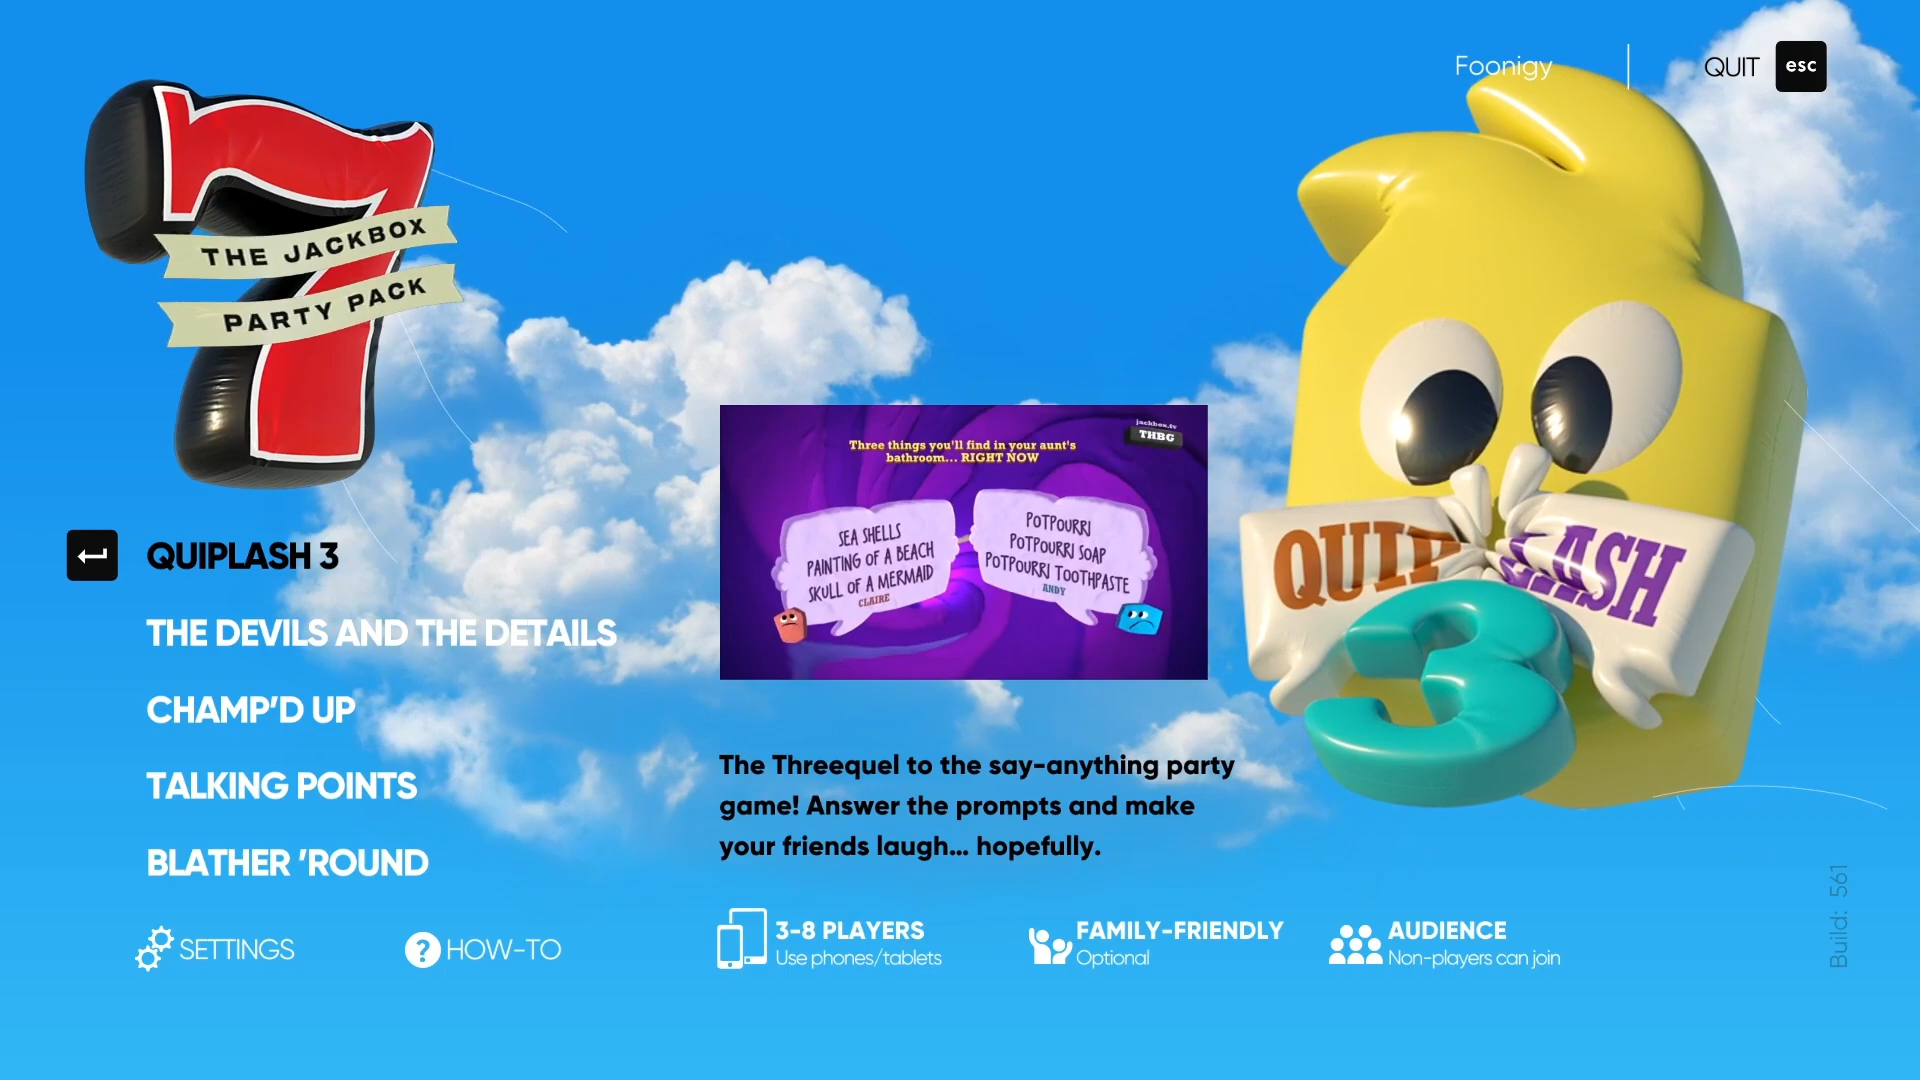 Foonigy
QUIT
esc
THE JACKBOX
PARTY PACK
QUIPLASH 3
THE DEVILS AND THE DETAILS
CHAMP'D UP
TALKING POINTS
BLATHER 'ROUND
SETTINGS
? HOW-TO
jackbox.tv
THBG
Three things you'll find in your aunt's
bathroom... RIGHT NOW
SEA SHELLS
PAINTING OF A BEACH
SKULL OF A MERMAID
CLAIRE
POTPOURRI
POTPOURRI SOAP
POTPOURRI TOOTHPASTE
ANDY
QUIPLASH
3
The Threequel to the say-anything party
game! Answer the prompts and make
your friends laugh... hopefully.
3-8 PLAYERS
Use phones/tablets
FAMILY-FRIENDLY
Optional
AUDIENCE
Non-players can join
Build: 561